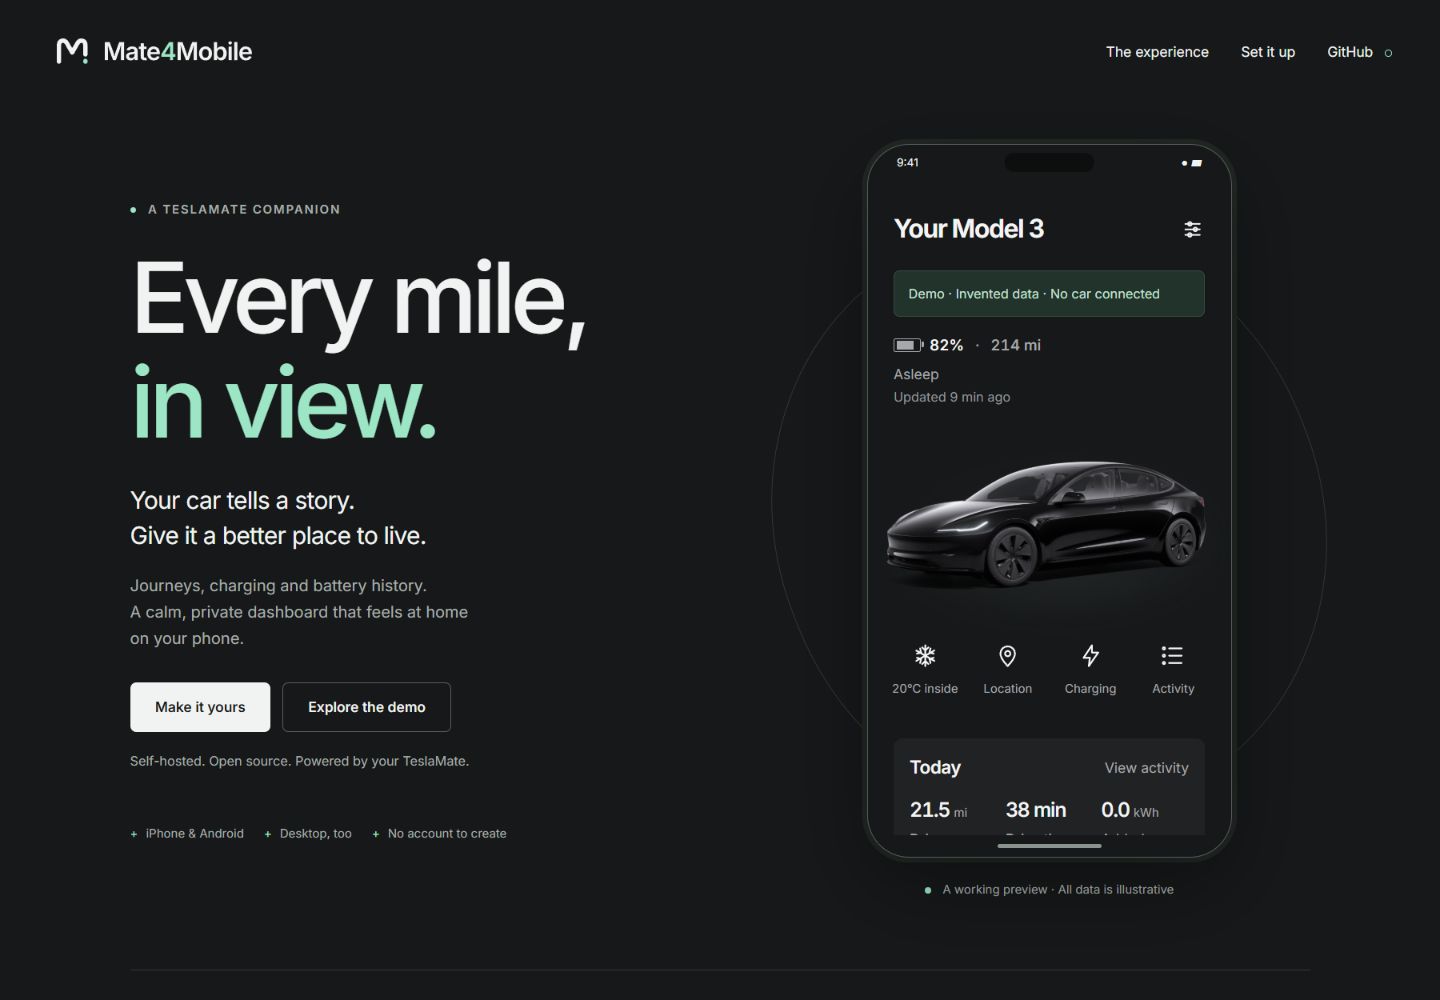 Mate4Mobile
The experience
Set it up
GitHub
A TESLAMATE COMPANION
Every mile,
in view.
Your car tells a story.
Give it a better place to live.
Journeys, charging and battery history.
A calm, private dashboard that feels at home
on your phone.
Make it yours
Explore the demo
Self-hosted. Open source. Powered by your TeslaMate.
+ iPhone & Android + Desktop, too + No account to create
9:41
Your Model 3
Demo · Invented data · No car connected
82% · 214 mi
Asleep
Updated 9 min ago
20°C inside
Location
Charging
Activity
Today
View activity
21.5 mi
38 min
0.0 kWh
A working preview · All data is illustrative